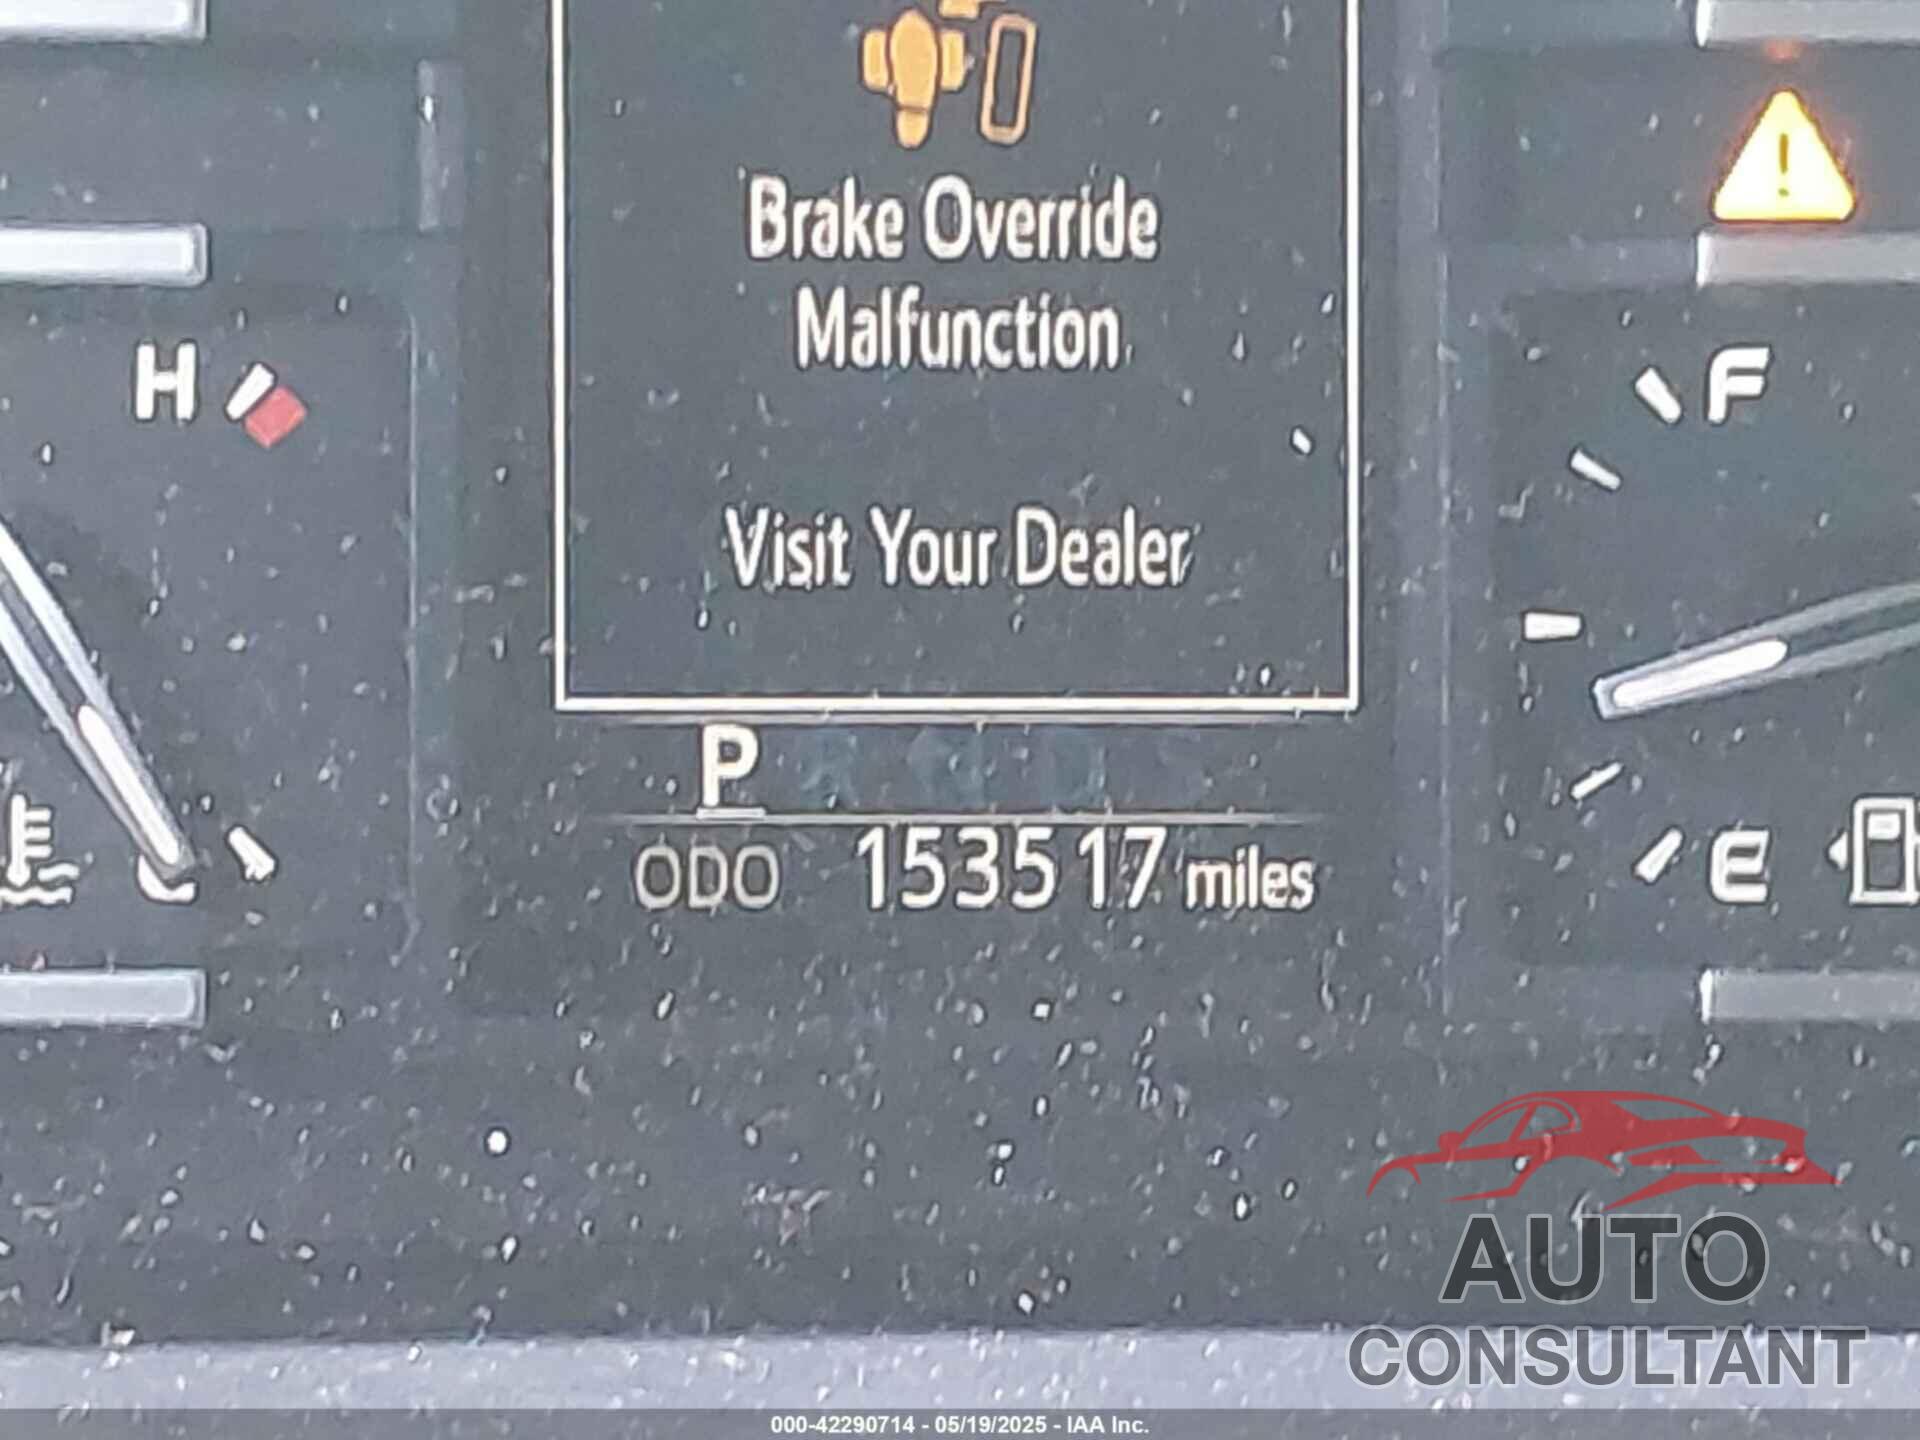 Brake Override
Malfunction
Visit Your Dealer
H
F
P
ODO 153517 miles
E
AUTO
CONSULTANT
000-42290714 - 05/19/2025 - IAA Inc.